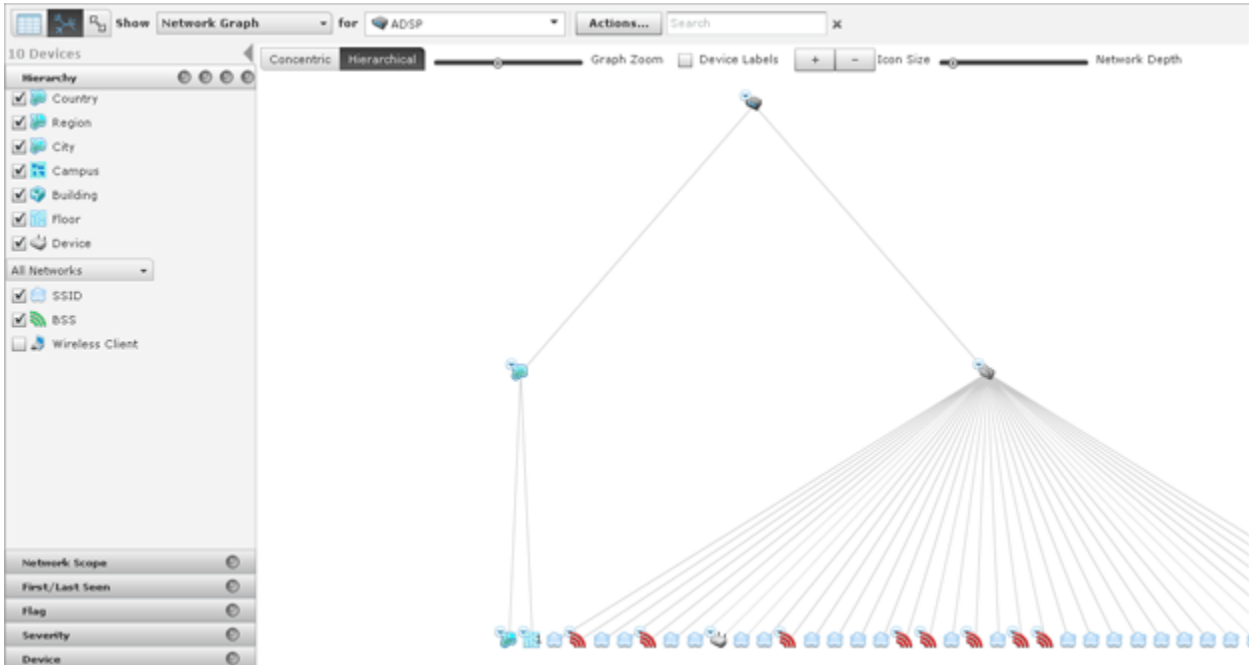 Show Network Graph for ADSP Actions... Search
10 Devices
Concentric Hierarchical Graph Zoom Device Labels + - Icon Size Network Depth
Hierarchy
Country
Region
City
Campus
Building
Floor
Device
All Networks
SSID
BSS
Wireless Client
Network Scope
First/Last Seen
Flag
Severity
Device